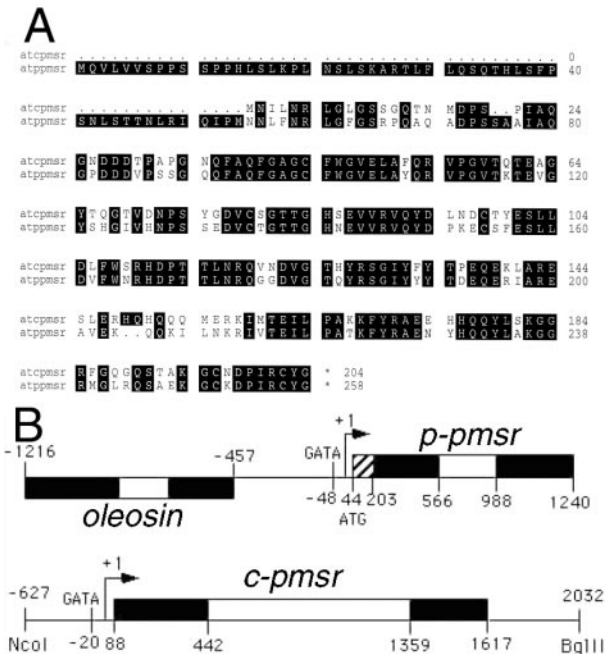 A
atcpmsr .......... .......... .......... .......... 0
atppmsr MQVLVVSPPS SPPHLSLKPL NSLSKARTLF LQSQTHLSFP 40
atcpmsr .......... ....MNILNR LGLGSSGQTN MDPS..PIAQ 24
atppmsr SNLSTTNLRI QIPMNNLFNR LGFGSRPQAQ ADPSSAAIAQ 80
atcpmsr GNDDDTPAPG NQFAQFGAGC FWGVELAFQR VPGVTQTEAG 64
atppmsr GPDDDVPSSG QQFAQFGAGC FWGVELAYQR VPGVTKTEVG 120
atcpmsr YTQGTVDNPS YGDVCSGTTG HSEVVRVQYD LNDCTYESLL 104
atppmsr YSHGIVHNPS SEDVCTGTTG HNEVVRVQYD PKECSFESLL 160
atcpmsr DLFWSRHDPT TLNRQVNDVG THYRSGIYFY TPEQEKLARE 144
atppmsr DVFWNRHDPT TLNRQGGDVG TQYRSGIYYY TDEQERIARE 200
atcpmsr SLERHQHQQQ MERKIMTEIL PAKKFYRAEE HHQQYLSKGG 184
atppmsr AVEK..QQKI LNKRIVTEIL PATKFYRAEN YHQQYLAKGG 238
atcpmsr RFGQGQSTAK GCNDPIRCYG * 204
atppmsr RMGLRQSAEK GCKDPIRCYG * 258
B
-1216 -457 GATA +1 p-pmsr
oleosin -48 44 203 566 988 1240
ATG
-627 GATA +1 c-pmsr 2032
NcoI -20 88 442 1359 1617 BglII